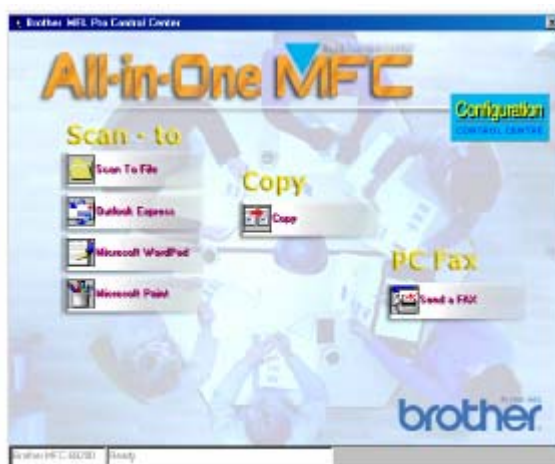 Brother MFL Pro Control Center
All-in-One MFC
Configuration
CONTROL CENTRE
Scan - to
Scan To File
Outlook Express
Microsoft WordPad
Microsoft Paint
Copy
Copy
PC Fax
Send a FAX
brother
Ready